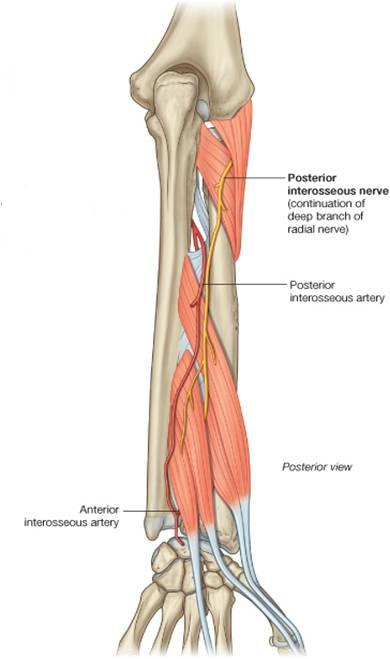 Posterior
interosseous nerve
(continuation of
deep branch of
radial nerve)
Posterior
interosseous artery
Posterior view
Anterior
interosseous artery